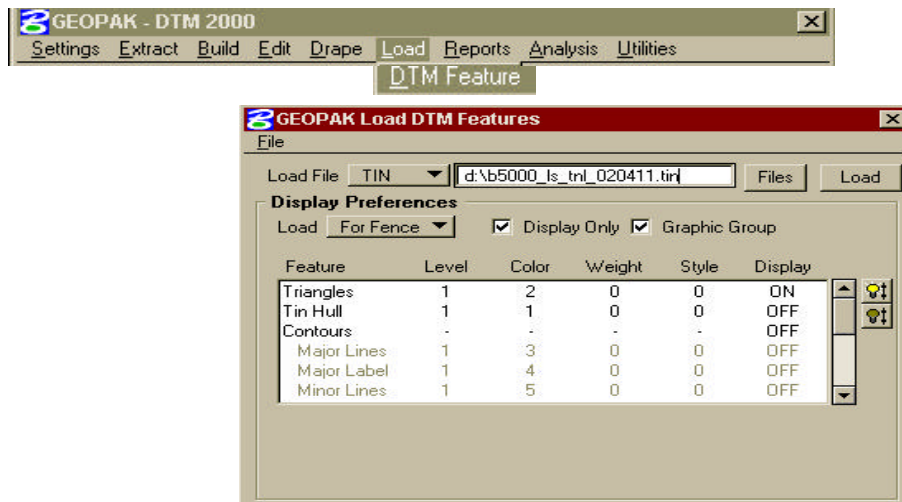 GEOPAK - DTM 2000
Settings Extract Build Edit Drape Load Reports Analysis Utilities
DTM Feature
GEOPAK Load DTM Features
File
Load File TIN d:\b5000_ls_tnl_020411.tin Files Load
Display Preferences
Load For Fence Display Only Graphic Group
Feature Level Color Weight Style Display
Triangles 1 2 0 0 ON
Tin Hull 1 1 0 0 OFF
Contours - - - - OFF
Major Lines 1 3 0 0 OFF
Major Label 1 4 0 0 OFF
Minor Lines 1 5 0 0 OFF